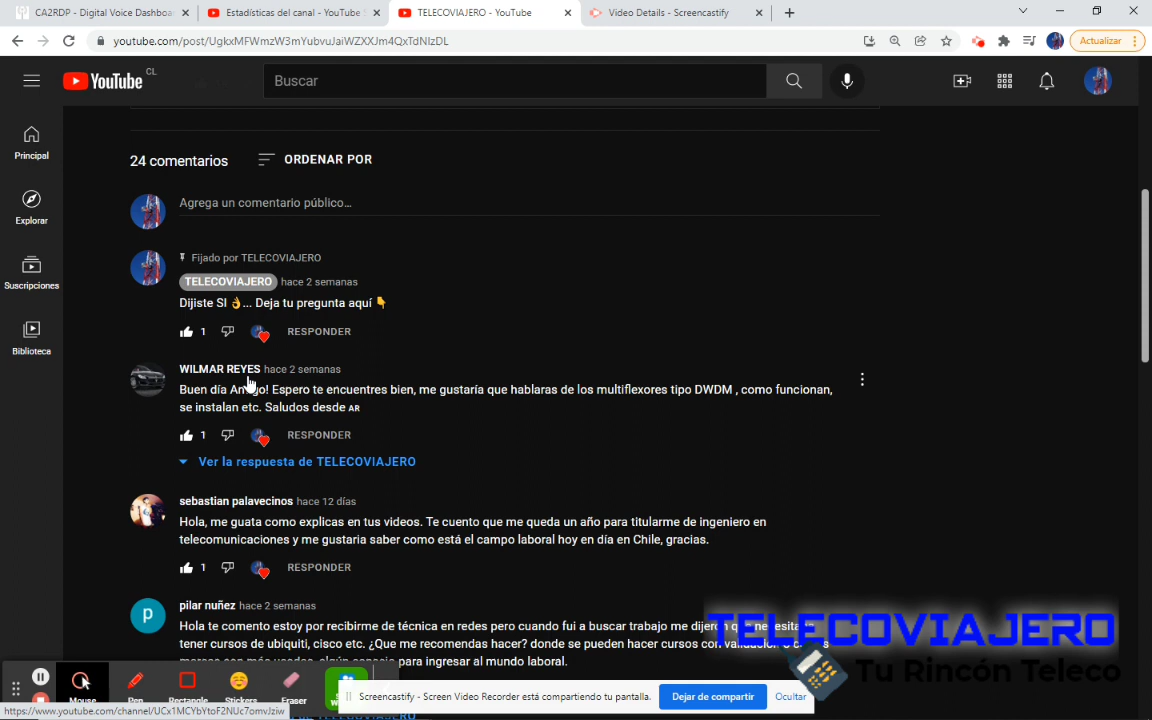 CA2RDP - Digital Voice Dashboa
Estadísticas del canal - YouTube S
TELECOVIAJERO - YouTube
Video Details - Screencastify
youtube.com/post/UgkxMFWmzW3mYubvuJaiWZXXJm4QxTdNIzDL
Actualizar
YouTube CL
Buscar
Principal
Explorar
Suscripciones
Biblioteca
24 comentarios
ORDENAR POR
Agrega un comentario público...
Fijado por TELECOVIAJERO
TELECOVIAJERO hace 2 semanas
Dijiste SI 👌... Deja tu pregunta aquí 👇
1 RESPONDER
WILMAR REYES hace 2 semanas
Buen día Amigo! Espero te encuentres bien, me gustaría que hablaras de los multiflexores tipo DWDM , como funcionan,
se instalan etc. Saludos desde AR
1 RESPONDER
Ver la respuesta de TELECOVIAJERO
sebastian palavecinos hace 12 días
Hola, me guata como explicas en tus videos. Te cuento que me queda un año para titularme de ingeniero en
telecomunicaciones y me gustaria saber como está el campo laboral hoy en día en Chile, gracias.
1 RESPONDER
p
pilar nuñez hace 2 semanas
Hola te comento estoy por recibirme de técnica en redes pero cuando fui a buscar trabajo me dijeron que necesitaba
tener cursos de ubiquiti, cisco etc. ¿Que me recomendas hacer? donde se pueden hacer cursos con validación o
para ingresar al mundo laboral.
TELECOVIAJERO
Tu Rincón Teleco
Mouse
Pen
Rectangle
Stickers
Eraser
Screencastify - Screen Video Recorder está compartiendo tu pantalla.
Dejar de compartir
Ocultar
https://www.youtube.com/channel/UCx1MCYbYtoF2NUc7omvJziw